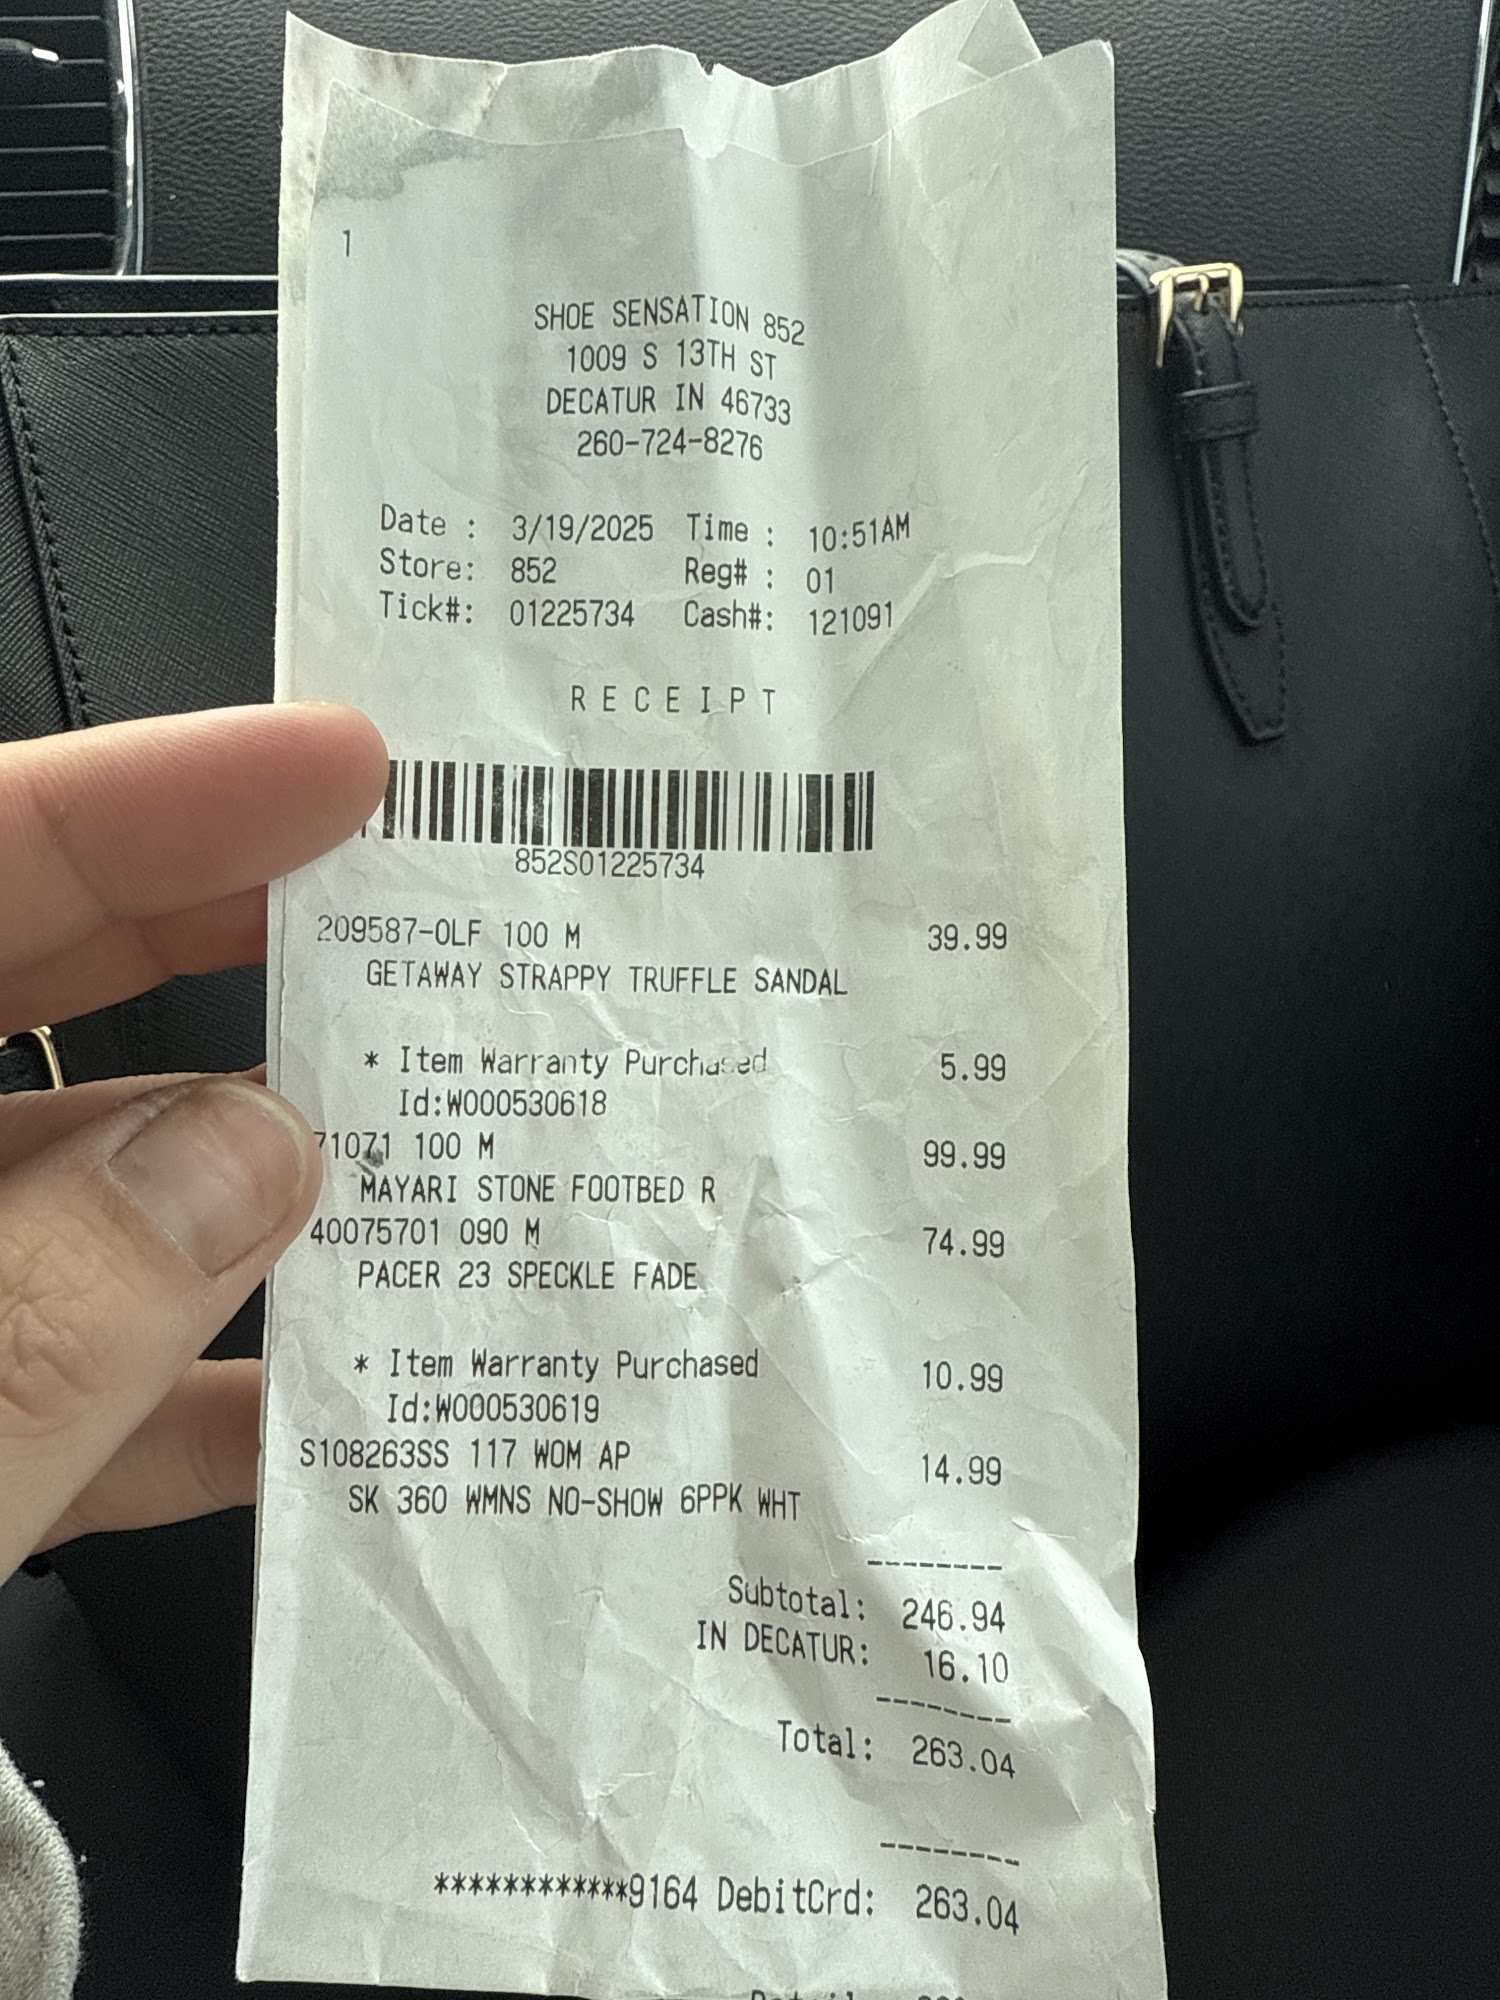 1
SHOE SENSATION 852
1009 S 13TH ST
DECATUR IN 46733
260-724-8276
Date : 3/19/2025 Time : 10:51AM
Store: 852 Reg# : 01
Tick#: 01225734 Cash#: 121091
RECEIPT
852S01225734
209587-OLF 100 M 39.99
GETAWAY STRAPPY TRUFFLE SANDAL
* Item Warranty Purchased 5.99
Id:W000530618
71071 100 M 99.99
MAYARI STONE FOOTBED R
40075701 090 M 74.99
PACER 23 SPECKLE FADE
* Item Warranty Purchased 10.99
Id:W000530619
S108263SS 117 WOM AP 14.99
SK 360 WMNS NO-SHOW 6PPK WHT
--------
Subtotal: 246.94
IN DECATUR: 16.10
--------
Total: 263.04
--------
************9164 DebitCrd: 263.04